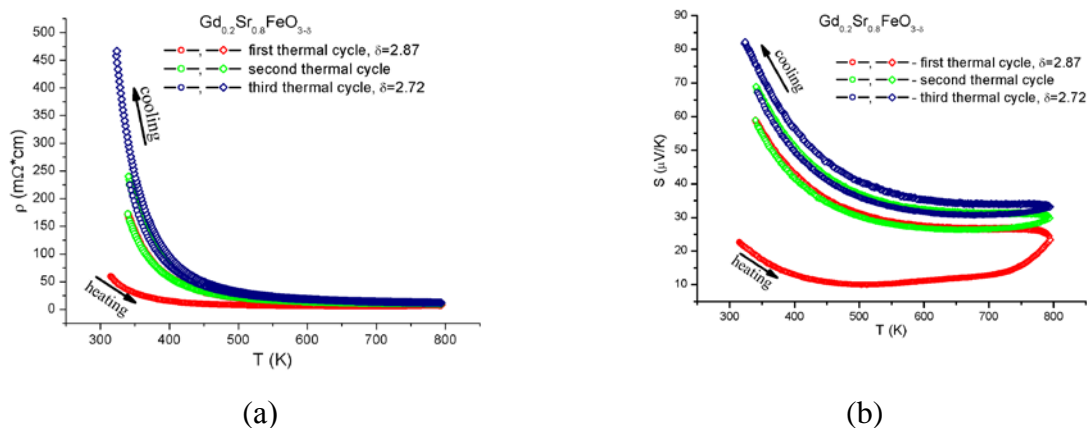 Gd0.2Sr0.8FeO3-δ
first thermal cycle, δ=2.87
second thermal cycle
third thermal cycle, δ=2.72
cooling
heating
ρ (mΩ*cm)
500
450
400
350
300
250
200
150
100
50
0
300 400 500 600 700 800
T (K)
(a)
Gd0.2Sr0.8FeO3-δ
- first thermal cycle, δ=2.87
- second thermal cycle
- third thermal cycle, δ=2.72
cooling
heating
S (μV/K)
90
80
70
60
50
40
30
20
10
300 400 500 600 700 800
T (K)
(b)